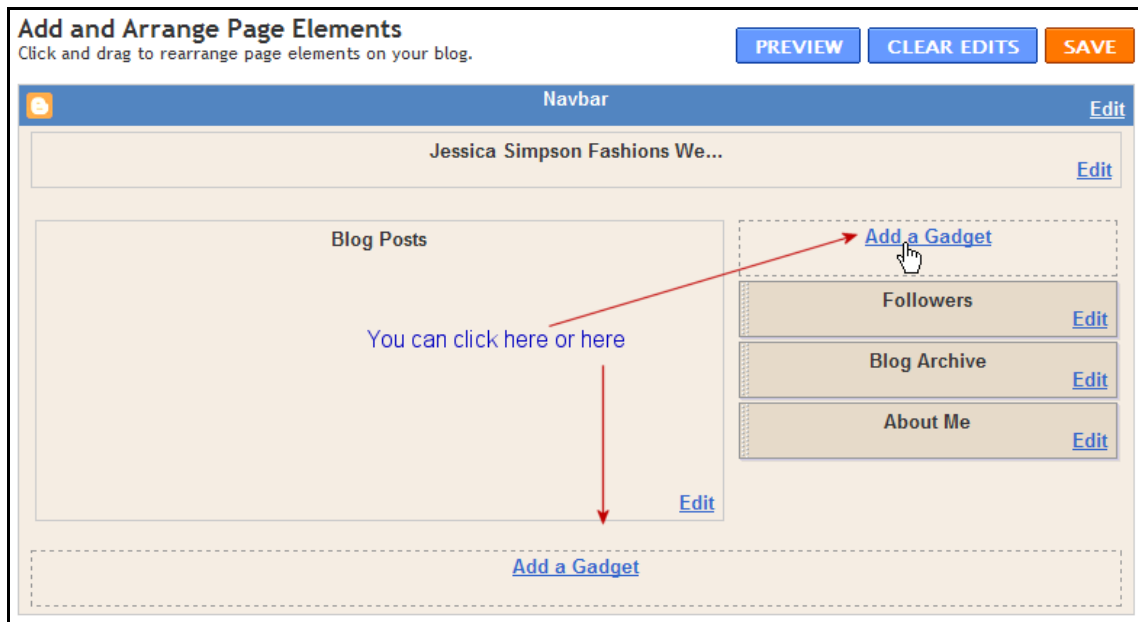 Add and Arrange Page Elements
Click and drag to rearrange page elements on your blog.
PREVIEW
CLEAR EDITS
SAVE
Navbar
Edit
Jessica Simpson Fashions We...
Edit
Blog Posts
You can click here or here
Edit
Add a Gadget
Followers
Edit
Blog Archive
Edit
About Me
Edit
Add a Gadget